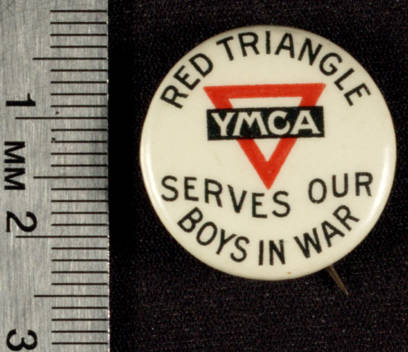 RED TRIANGLE
YMCA
SERVES OUR
BOYS IN WAR
1
MM
2
3